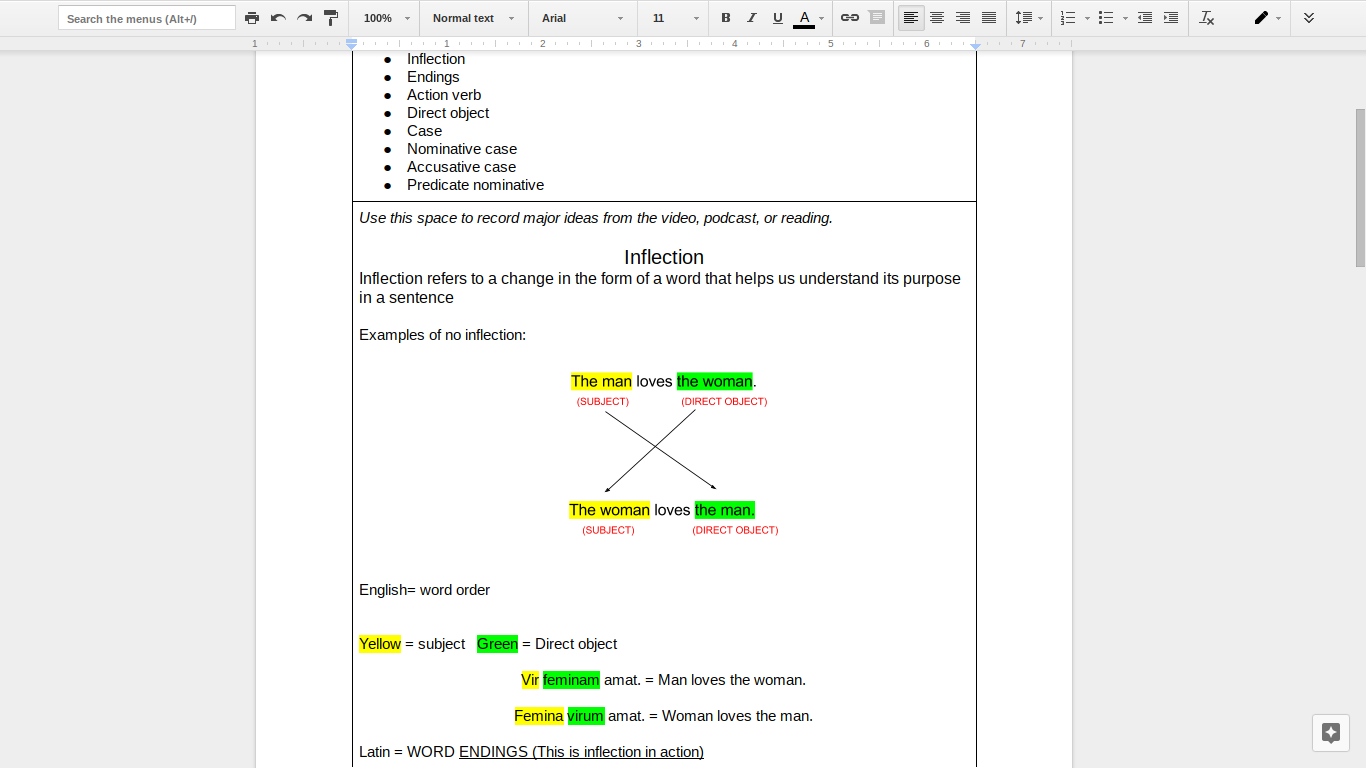 Search the menus (Alt+/)
100%
Normal text
Arial
11
B I U A
1 1 2 3 4 5 6 7
● Inflection
● Endings
● Action verb
● Direct object
● Case
● Nominative case
● Accusative case
● Predicate nominative
Use this space to record major ideas from the video, podcast, or reading.
Inflection
Inflection refers to a change in the form of a word that helps us understand its purpose
in a sentence
Examples of no inflection:
The man loves the woman.
(SUBJECT) (DIRECT OBJECT)
The woman loves the man.
(SUBJECT) (DIRECT OBJECT)
English= word order
Yellow = subject Green = Direct object
Vir feminam amat. = Man loves the woman.
Femina virum amat. = Woman loves the man.
Latin = WORD ENDINGS (This is inflection in action)